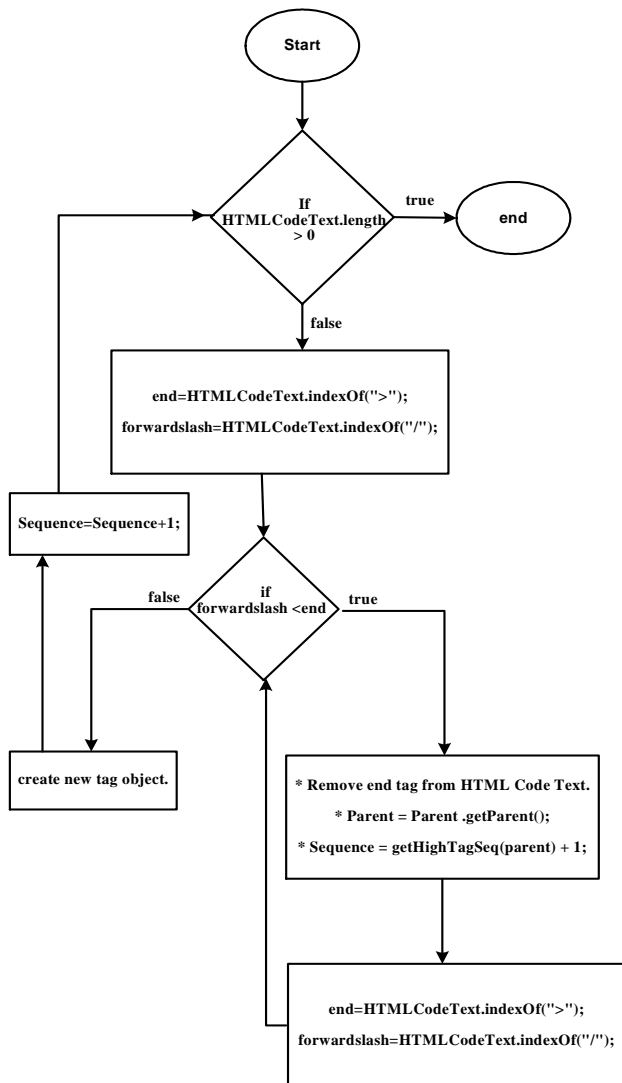 Start
If
HTMLCodeText.length
> 0
true
end
false
end=HTMLCodeText.indexOf(">");
forwardslash=HTMLCodeText.indexOf("/");
Sequence=Sequence+1;
false
if
forwardslash <end
true
create new tag object.
* Remove end tag from HTML Code Text.
* Parent = Parent .getParent();
* Sequence = getHighTagSeq(parent) + 1;
end=HTMLCodeText.indexOf(">");
forwardslash=HTMLCodeText.indexOf("/");